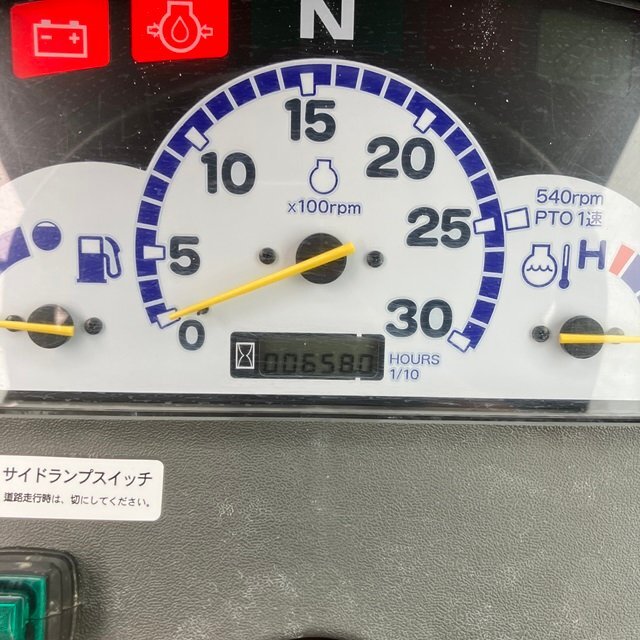 N
15
10
20
x100rpm
540rpm
PTO 1速
5
25
H
0
30
006580
HOURS
1/10
サイドランプスイッチ
道路走行時は、切にしてください。